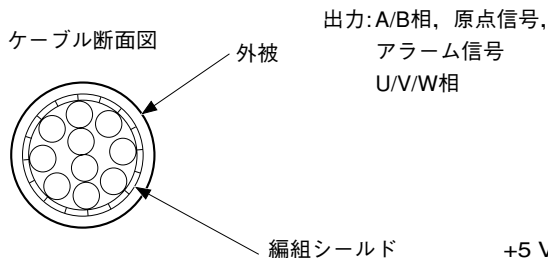 ケーブル断面図
外被
出力:A/B相，原点信号，
アラーム信号
U/V/W相
編組シールド
+5 V